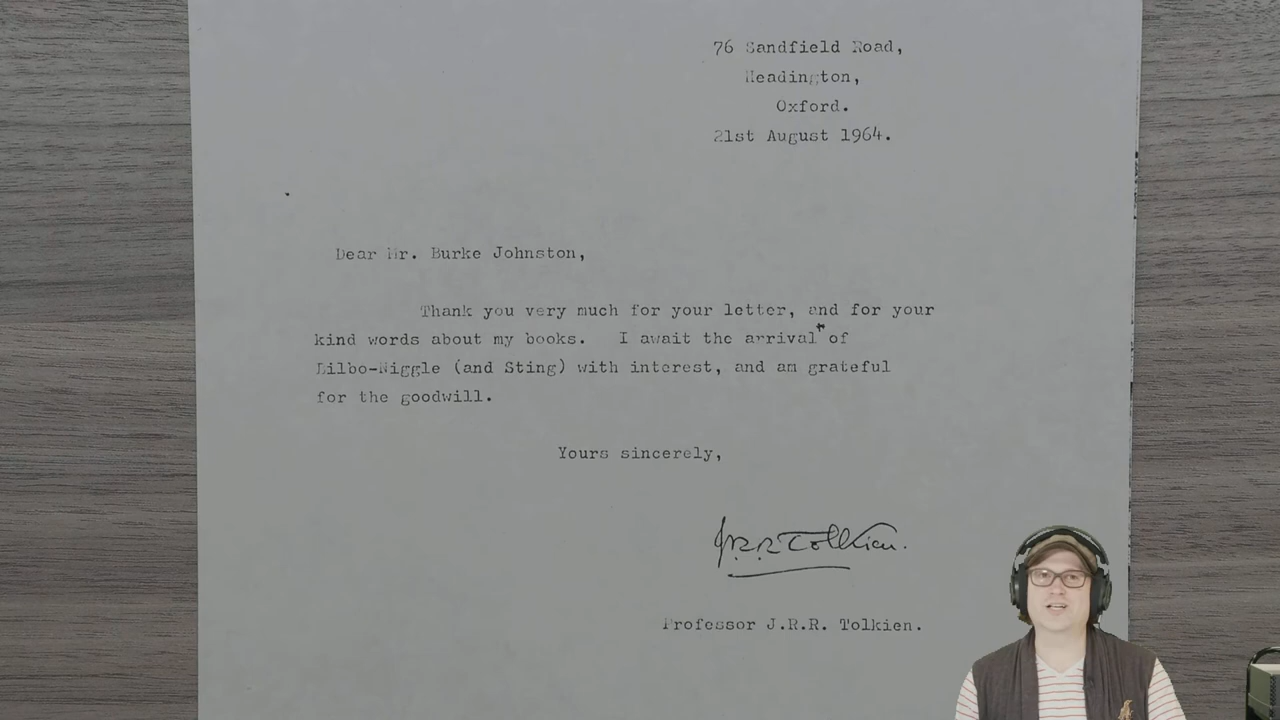 76 Sandfield Road,
Headington,
Oxford.
21st August 1964.
Dear Mr. Burke Johnston,
Thank you very much for your letter, and for your
kind words about my books. I await the arrival of
Bilbo-Niggle (and Sting) with interest, and am grateful
for the goodwill.
Yours sincerely,
J.R.R. Tolkien.
Professor J.R.R. Tolkien.